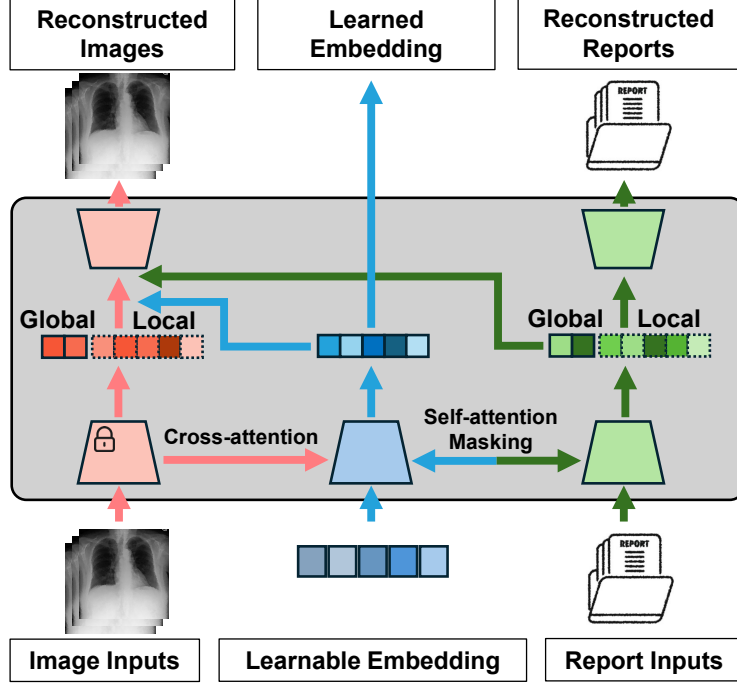 Reconstructed
Images
Learned
Embedding
Reconstructed
Reports
REPORT
Global
Local
Global
Local
Cross-attention
Self-attention
Masking
REPORT
Image Inputs
Learnable Embedding
Report Inputs